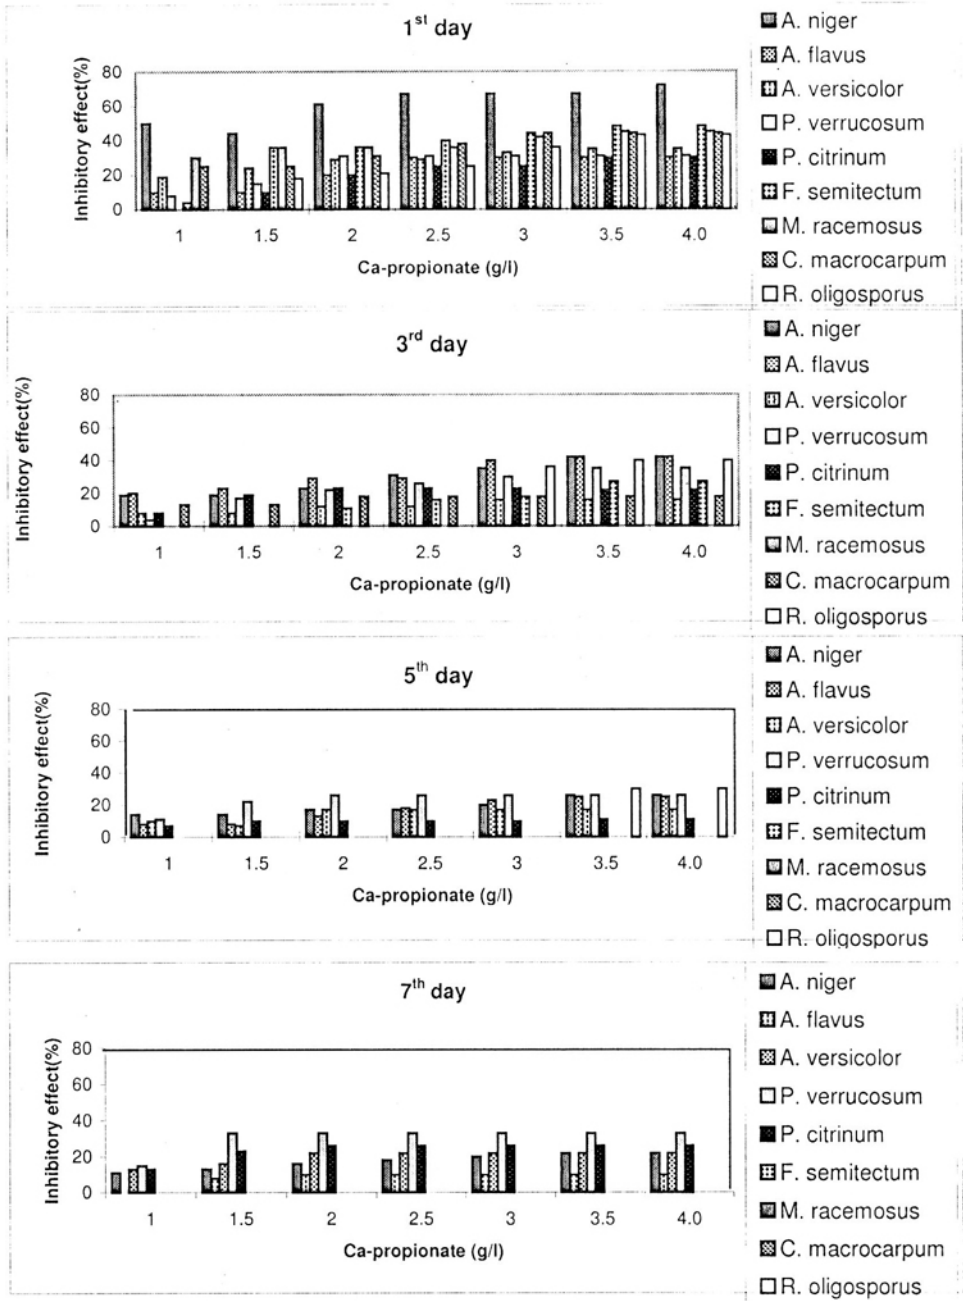 1st day
Inhibitory effect(%)
80
60
40
20
0
1 1.5 2 2.5 3 3.5 4.0
Ca-propionate (g/l)
A. niger
A. flavus
A. versicolor
P. verrucosum
P. citrinum
F. semitectum
M. racemosus
C. macrocarpum
R. oligosporus
3rd day
Inhibitory effect(%)
80
60
40
20
0
1 1.5 2 2.5 3 3.5 4.0
Ca-propionate (g/l)
A. niger
A. flavus
A. versicolor
P. verrucosum
P. citrinum
F. semitectum
M. racemosus
C. macrocarpum
R. oligosporus
5th day
Inhibitory effect(%)
80
60
40
20
0
1 1.5 2 2.5 3 3.5 4.0
Ca-propionate (g/l)
A. niger
A. flavus
A. versicolor
P. verrucosum
P. citrinum
F. semitectum
M. racemosus
C. macrocarpum
R. oligosporus
7th day
Inhibitory effect(%)
80
60
40
20
0
1 1.5 2 2.5 3 3.5 4.0
Ca-propionate (g/l)
A. niger
A. flavus
A. versicolor
P. verrucosum
P. citrinum
F. semitectum
M. racemosus
C. macrocarpum
R. oligosporus